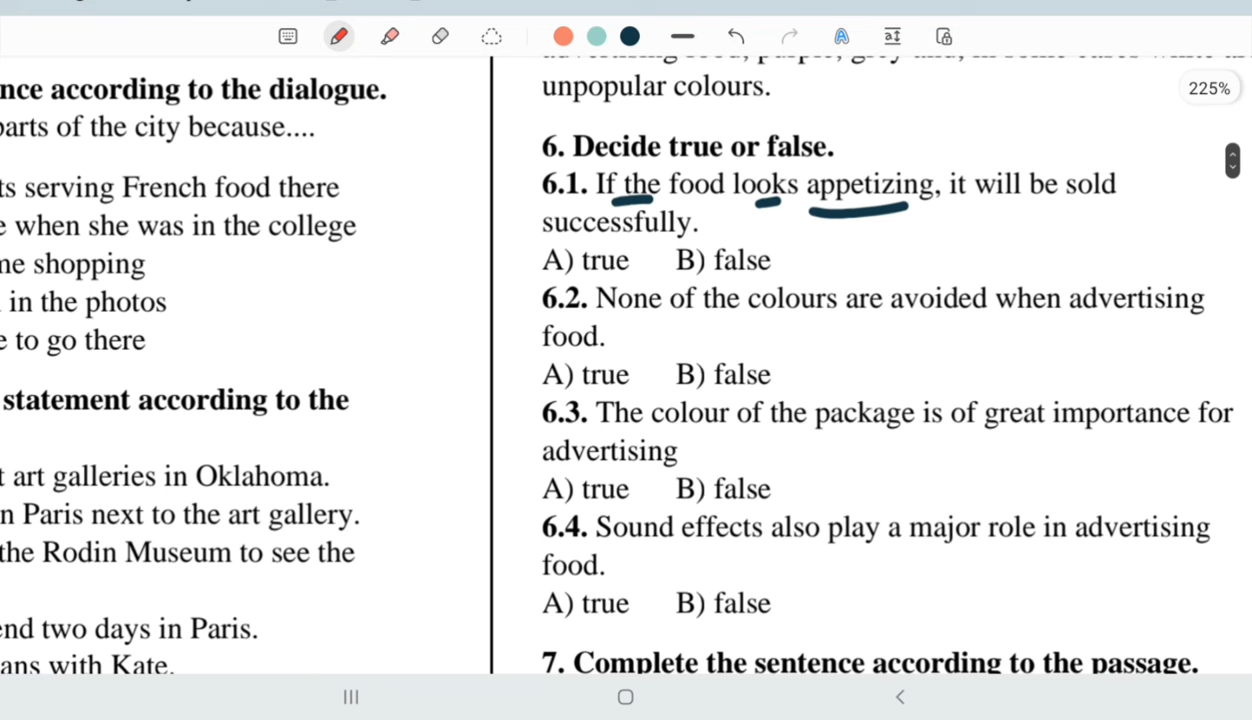 225%
nce according to the dialogue.
parts of the city because....
ts serving French food there
e when she was in the college
me shopping
in the photos
e to go there
statement according to the
t art galleries in Oklahoma.
n Paris next to the art gallery.
the Rodin Museum to see the
end two days in Paris.
ans with Kate.
unpopular colours.
6. Decide true or false.
6.1. If the food looks appetizing, it will be sold
successfully.
A) true B) false
6.2. None of the colours are avoided when advertising
food.
A) true B) false
6.3. The colour of the package is of great importance for
advertising
A) true B) false
6.4. Sound effects also play a major role in advertising
food.
A) true B) false
7. Complete the sentence according to the passage.